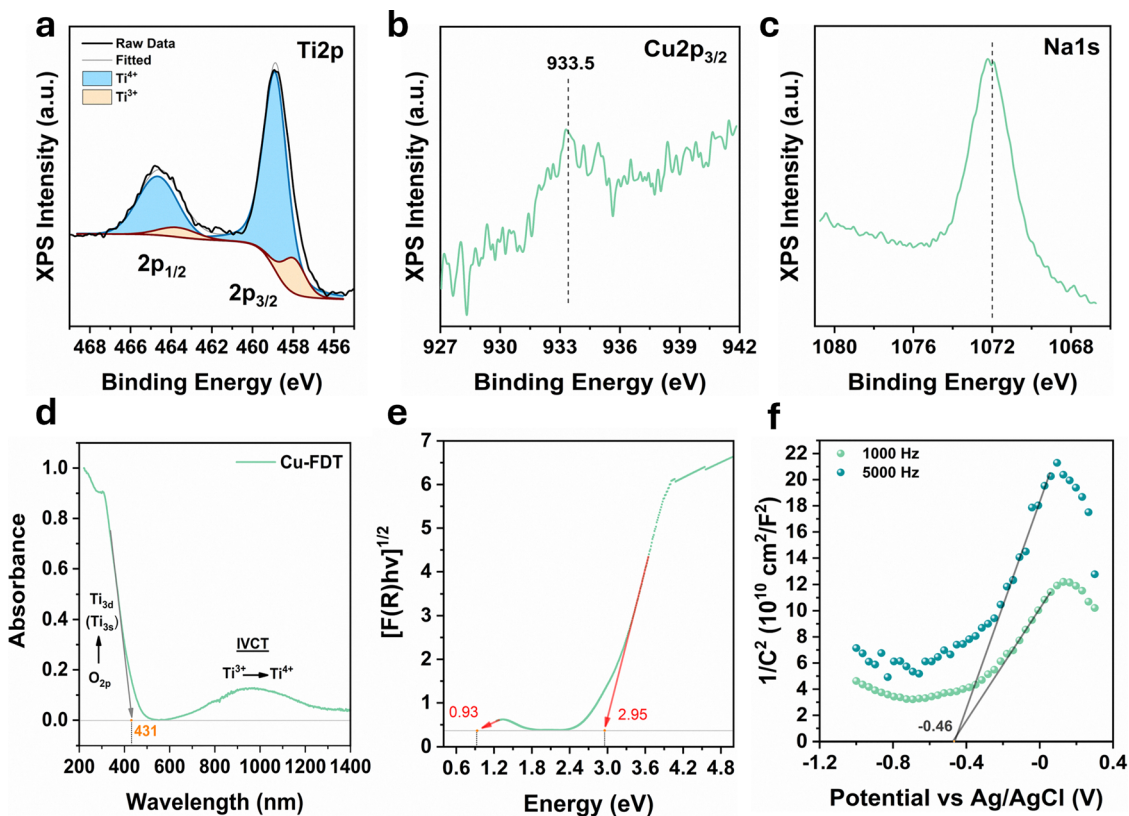 a
Ti2p
Raw Data
Fitted
Ti4+
Ti3+
2p1/2
2p3/2
XPS Intensity (a.u.)
468 466 464 462 460 458 456
Binding Energy (eV)
b
933.5
Cu2p3/2
XPS Intensity (a.u.)
927 930 933 936 939 942
Binding Energy (eV)
c
Na1s
XPS Intensity (a.u.)
1080 1076 1072 1068
Binding Energy (eV)
d
Cu-FDT
1.0
0.8
0.6
0.4
0.2
0.0
Absorbance
Ti3d
(Ti3s)
O2p
IVCT
Ti3+ Ti4+
431
200 400 600 800 1000 1200 1400
Wavelength (nm)
e
7
6
5
4
3
2
1
0
[F(R)hv]1/2
0.93
2.95
0.6 1.2 1.8 2.4 3.0 3.6 4.2 4.8
Energy (eV)
f
1000 Hz
5000 Hz
22
20
18
16
14
12
10
8
6
4
2
0
1/C2 (1010 cm2/F2)
-0.46
-1.2 -0.8 -0.4 -0 0.4
Potential vs Ag/AgCl (V)